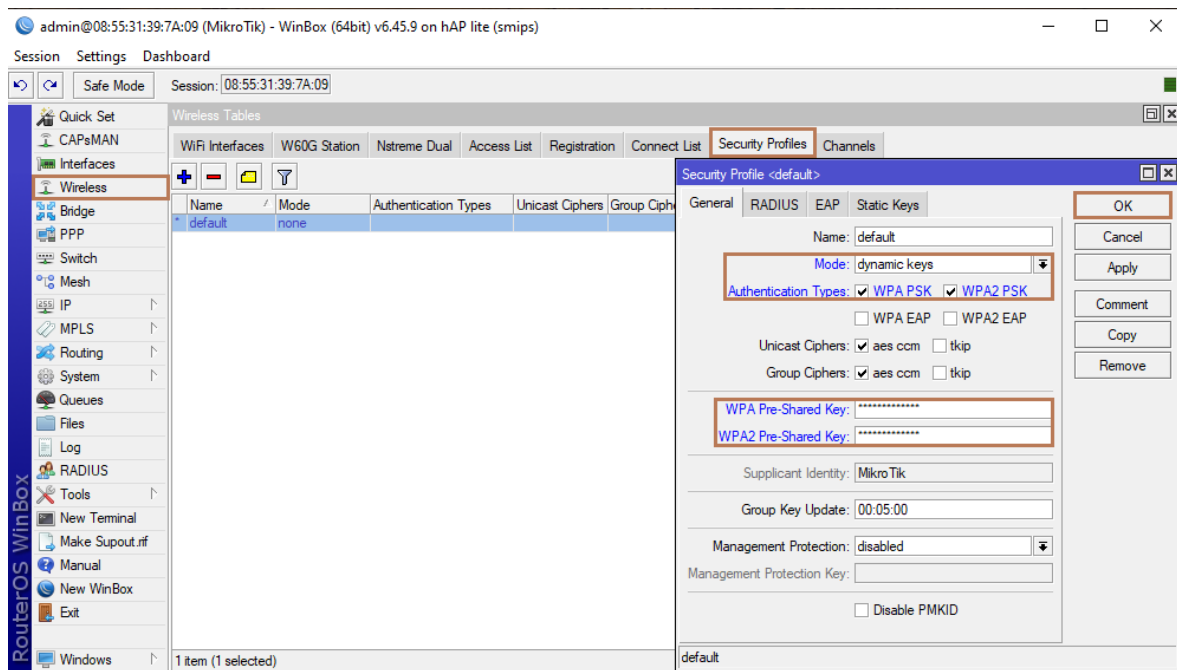 admin@08:55:31:39:7A:09 (MikroTik) - WinBox (64bit) v6.45.9 on hAP lite (smips)
Session Settings Dashboard
Safe Mode Session: 08:55:31:39:7A:09
Quick Set
CAPsMAN
Interfaces
Wireless
Bridge
PPP
Switch
Mesh
IP
MPLS
Routing
System
Queues
Files
Log
RADIUS
Tools
New Terminal
Make Supout.rif
Manual
New WinBox
Exit
Windows
RouterOS WinBox
Wireless Tables
WiFi Interfaces W60G Station Nstreme Dual Access List Registration Connect List Security Profiles Channels
Name / Mode Authentication Types Unicast Ciphers Group Ciphe
* default none
1 item (1 selected)
Security Profile <default>
General RADIUS EAP Static Keys
Name: default
Mode: dynamic keys
Authentication Types: WPA PSK WPA2 PSK
WPA EAP WPA2 EAP
Unicast Ciphers: aes ccm tkip
Group Ciphers: aes ccm tkip
WPA Pre-Shared Key: *************
WPA2 Pre-Shared Key: *************
Supplicant Identity: MikroTik
Group Key Update: 00:05:00
Management Protection: disabled
Management Protection Key:
Disable PMKID
default
OK
Cancel
Apply
Comment
Copy
Remove